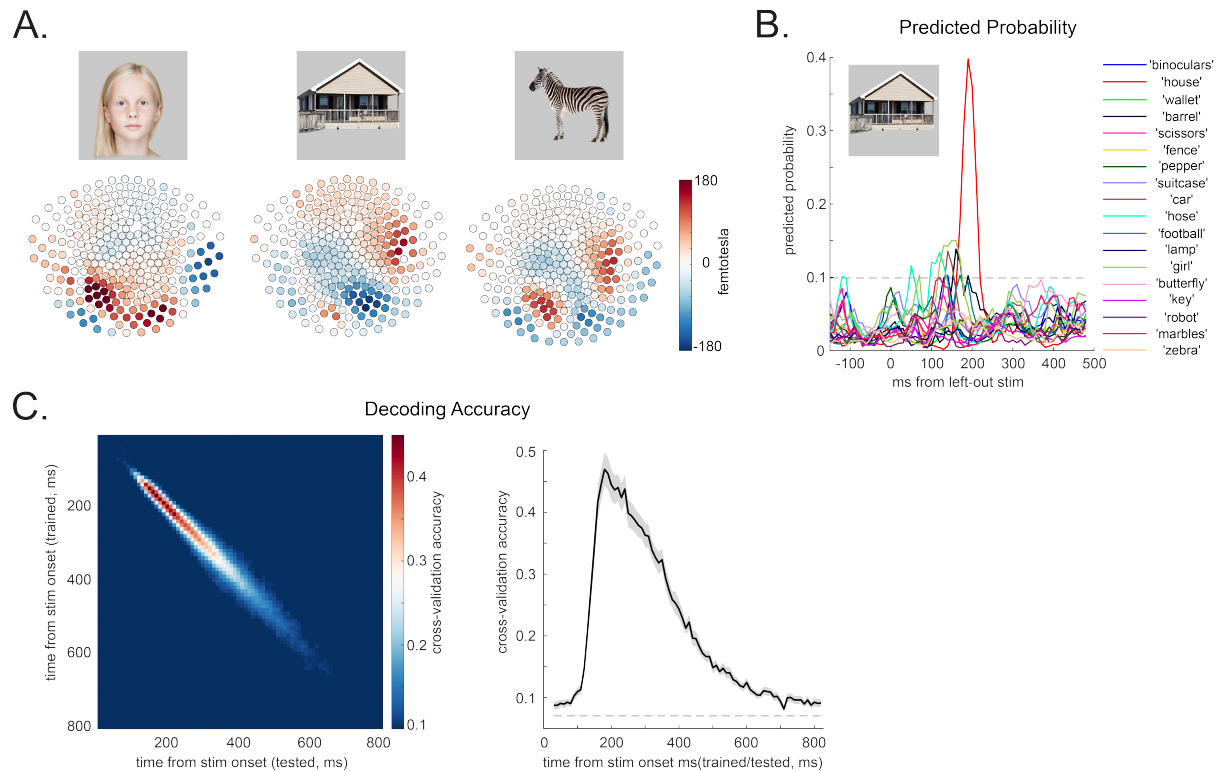 A.
180
0
-180
femtotesla
B.
Predicted Probability
predicted probability
0.4
0.3
0.2
0.1
0
-100 0 100 200 300 400 500
ms from left-out stim
'binoculars'
'house'
'wallet'
'barrel'
'scissors'
'fence'
'pepper'
'suitcase'
'car'
'hose'
'football'
'lamp'
'girl'
'butterfly'
'key'
'robot'
'marbles'
'zebra'
C.
Decoding Accuracy
time from stim onset (trained, ms)
200
400
600
800
200 400 600 800
time from stim onset (tested, ms)
0.4
0.3
0.2
0.1
cross-validation accuracy
cross-validation accuracy
0.5
0.4
0.3
0.2
0.1
0 200 400 600 800
time from stim onset ms(trained/tested, ms)